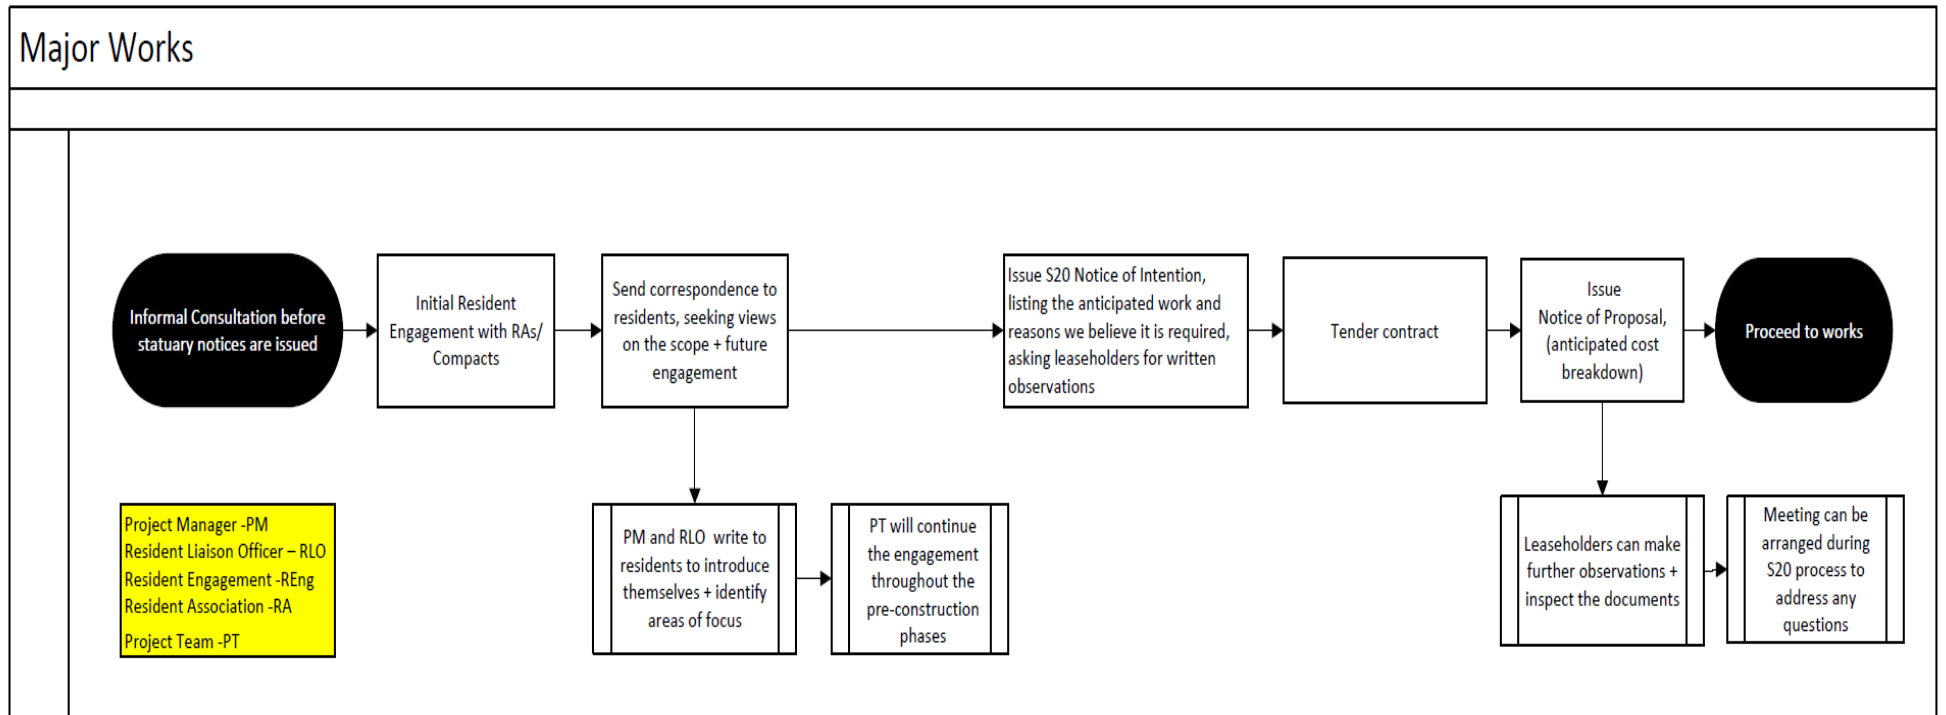 Major Works
Informal Consultation before
statuary notices are issued
Initial Resident
Engagement with RAs/
Compacts
Send correspondence to
residents, seeking views
on the scope + future
engagement
Issue S20 Notice of Intention,
listing the anticipated work and
reasons we believe it is required,
asking leaseholders for written
observations
Tender contract
Issue
Notice of Proposal,
(anticipated cost
breakdown)
Proceed to works
Project Manager -PM
Resident Liaison Officer – RLO
Resident Engagement -REng
Resident Association -RA
Project Team -PT
PM and RLO write to
residents to introduce
themselves + identify
areas of focus
PT will continue
the engagement
throughout the
pre-construction
phases
Leaseholders can make
further observations +
inspect the documents
Meeting can be
arranged during
S20 process to
address any
questions